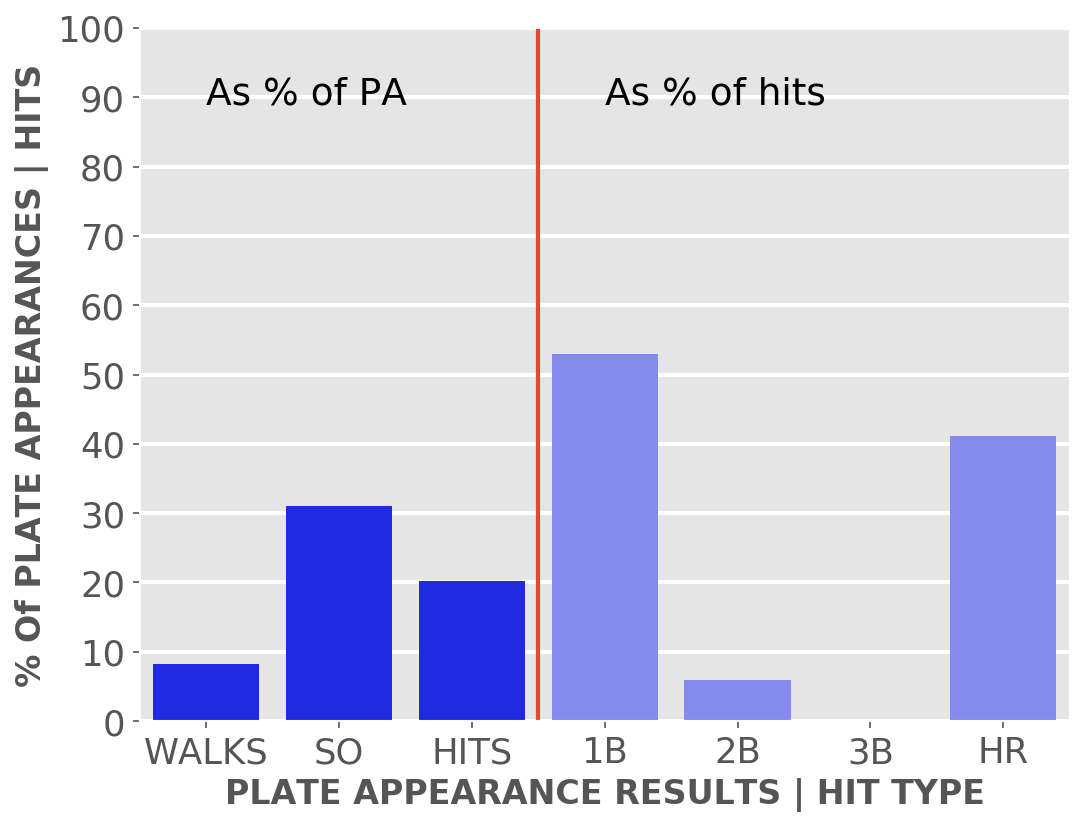 100
90
80
70
60
50
40
30
20
10
0
% Of PLATE APPEARANCES | HITS
As % of PA
As % of hits
WALKS SO HITS 1B 2B 3B HR
PLATE APPEARANCE RESULTS | HIT TYPE